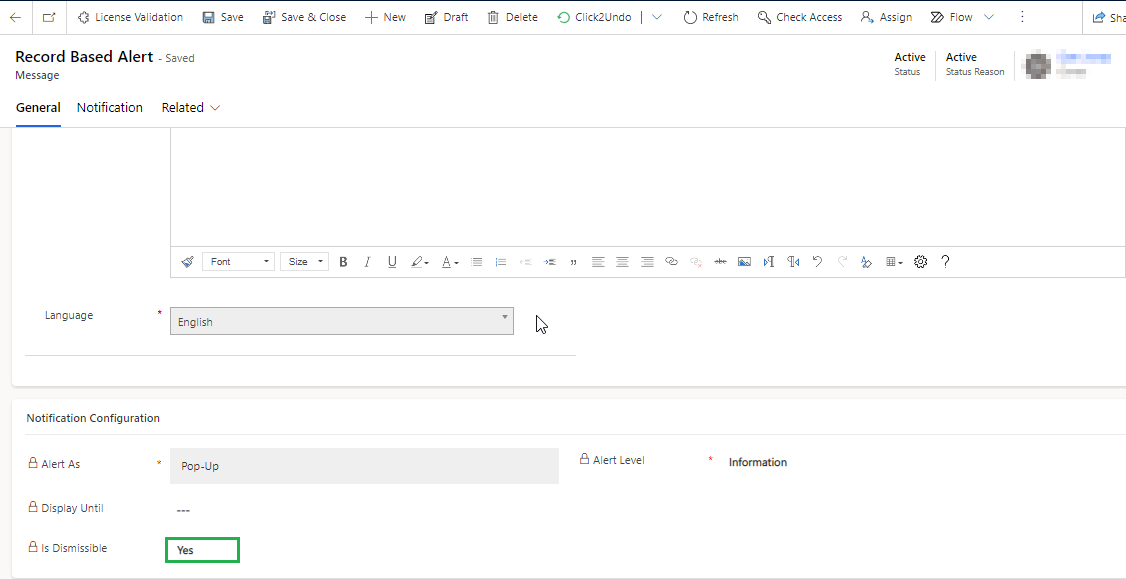 License Validation Save Save & Close New Draft Delete Click2Undo Refresh Check Access Assign Flow Sha
Record Based Alert - Saved
Message
Active
Status
Active
Status Reason
General Notification Related
Font Size B I U A abc ?
Language * English
Notification Configuration
Alert As * Pop-Up
Alert Level * Information
Display Until ---
Is Dismissible Yes